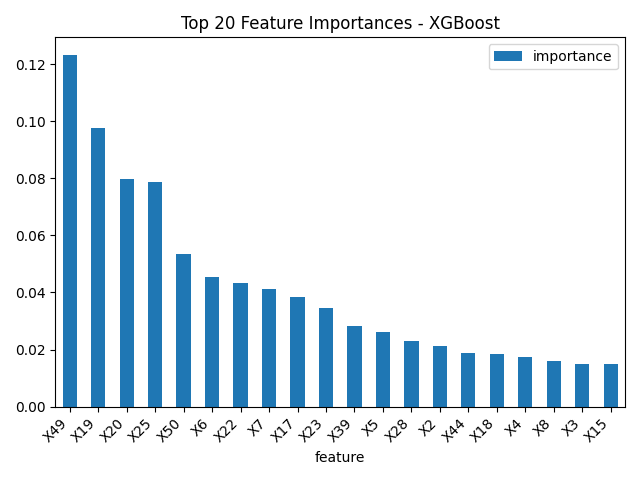 Top 20 Feature Importances - XGBoost
importance
0.12
0.10
0.08
0.06
0.04
0.02
0.00
X49 X19 X20 X25 X50 X6 X22 X7 X17 X23 X39 X5 X28 X2 X44 X18 X4 X8 X3 X15
feature